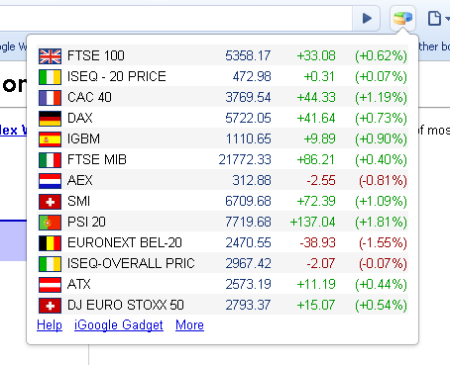 ogle W
ther bo
or
FTSE 100 5358.17 +33.08 (+0.62%)
ISEQ - 20 PRICE 472.98 +0.31 (+0.07%)
CAC 40 3769.54 +44.33 (+1.19%)
DAX 5722.05 +41.64 (+0.73%)
lex W
of mos
IGBM 1110.65 +9.89 (+0.90%)
FTSE MIB 21772.33 +86.21 (+0.40%)
AEX 312.88 -2.55 (-0.81%)
SMI 6709.68 +72.39 (+1.09%)
PSI 20 7719.68 +137.04 (+1.81%)
EURONEXT BEL-20 2470.55 -38.93 (-1.55%)
ISEQ-OVERALL PRIC 2967.42 -2.07 (-0.07%)
ATX 2573.19 +11.19 (+0.44%)
DJ EURO STOXX 50 2793.37 +15.07 (+0.54%)
Help iGoogle Gadget More